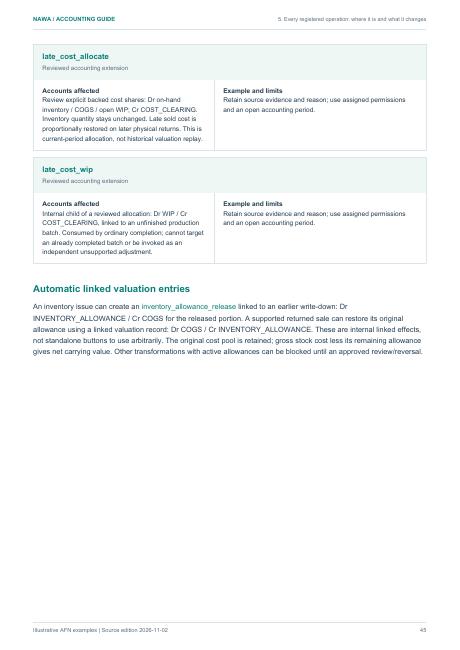 NAWA / ACCOUNTING GUIDE
5. Every registered operation: where it is and what it changes
late_cost_allocate
Reviewed accounting extension
Accounts affected
Review explicit backed cost shares: Dr on-hand
inventory / COGS / open WIP; Cr COST_CLEARING.
Inventory quantity stays unchanged. Late sold cost is
proportionally restored on later physical returns. This is
current-period allocation, not historical valuation replay.
Example and limits
Retain source evidence and reason; use assigned permissions
and an open accounting period.
late_cost_wip
Reviewed accounting extension
Accounts affected
Internal child of a reviewed allocation: Dr WIP / Cr
COST_CLEARING, linked to an unfinished production
batch. Consumed by ordinary completion; cannot target
an already completed batch or be invoked as an
independent unsupported adjustment.
Example and limits
Retain source evidence and reason; use assigned permissions
and an open accounting period.
Automatic linked valuation entries
An inventory issue can create an inventory_allowance_release linked to an earlier write-down: Dr
INVENTORY_ALLOWANCE / Cr COGS for the released portion. A supported returned sale can restore its original
allowance using a linked valuation record: Dr COGS / Cr INVENTORY_ALLOWANCE. These are internal linked effects,
not standalone buttons to use arbitrarily. The original cost pool is retained; gross stock cost less its remaining allowance
gives net carrying value. Other transformations with active allowances can be blocked until an approved review/reversal.
Illustrative AFN examples | Source edition 2026-11-02
45